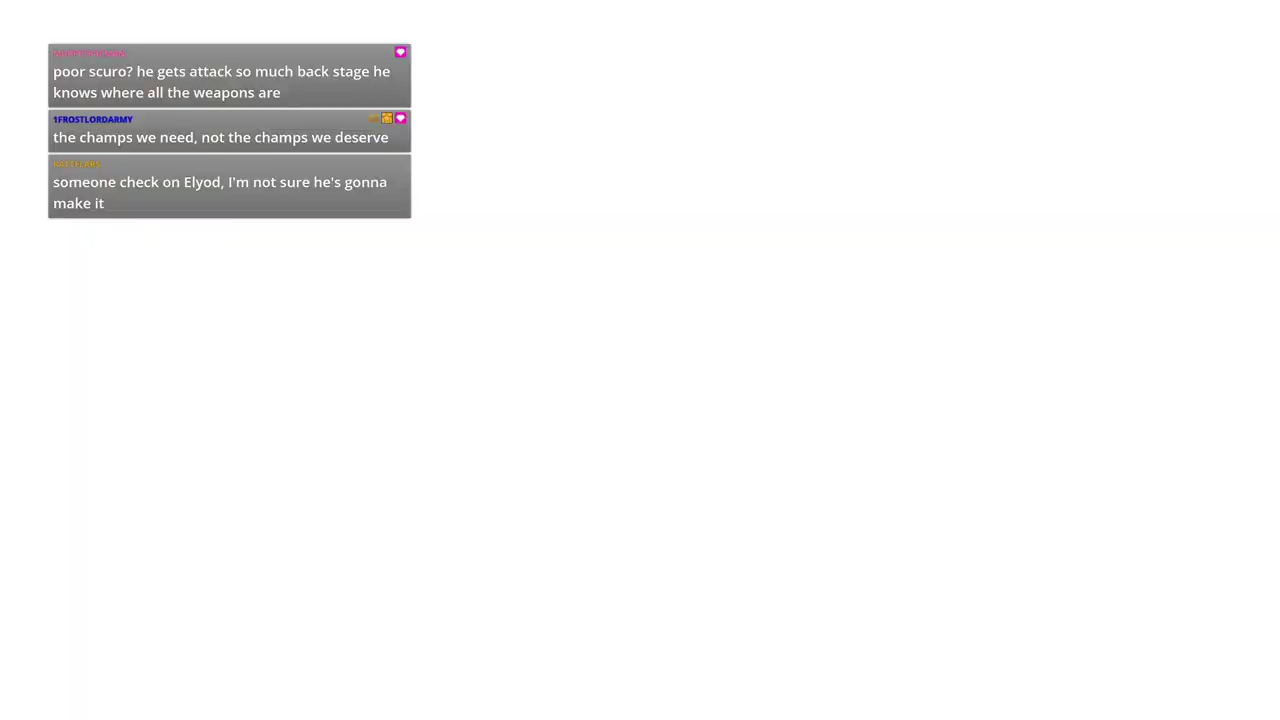 poor scuro? he gets attack so much back stage he
knows where all the weapons are
1FROSTLORDARMY
the champs we need, not the champs we deserve
someone check on Elyod, I'm not sure he's gonna
make it